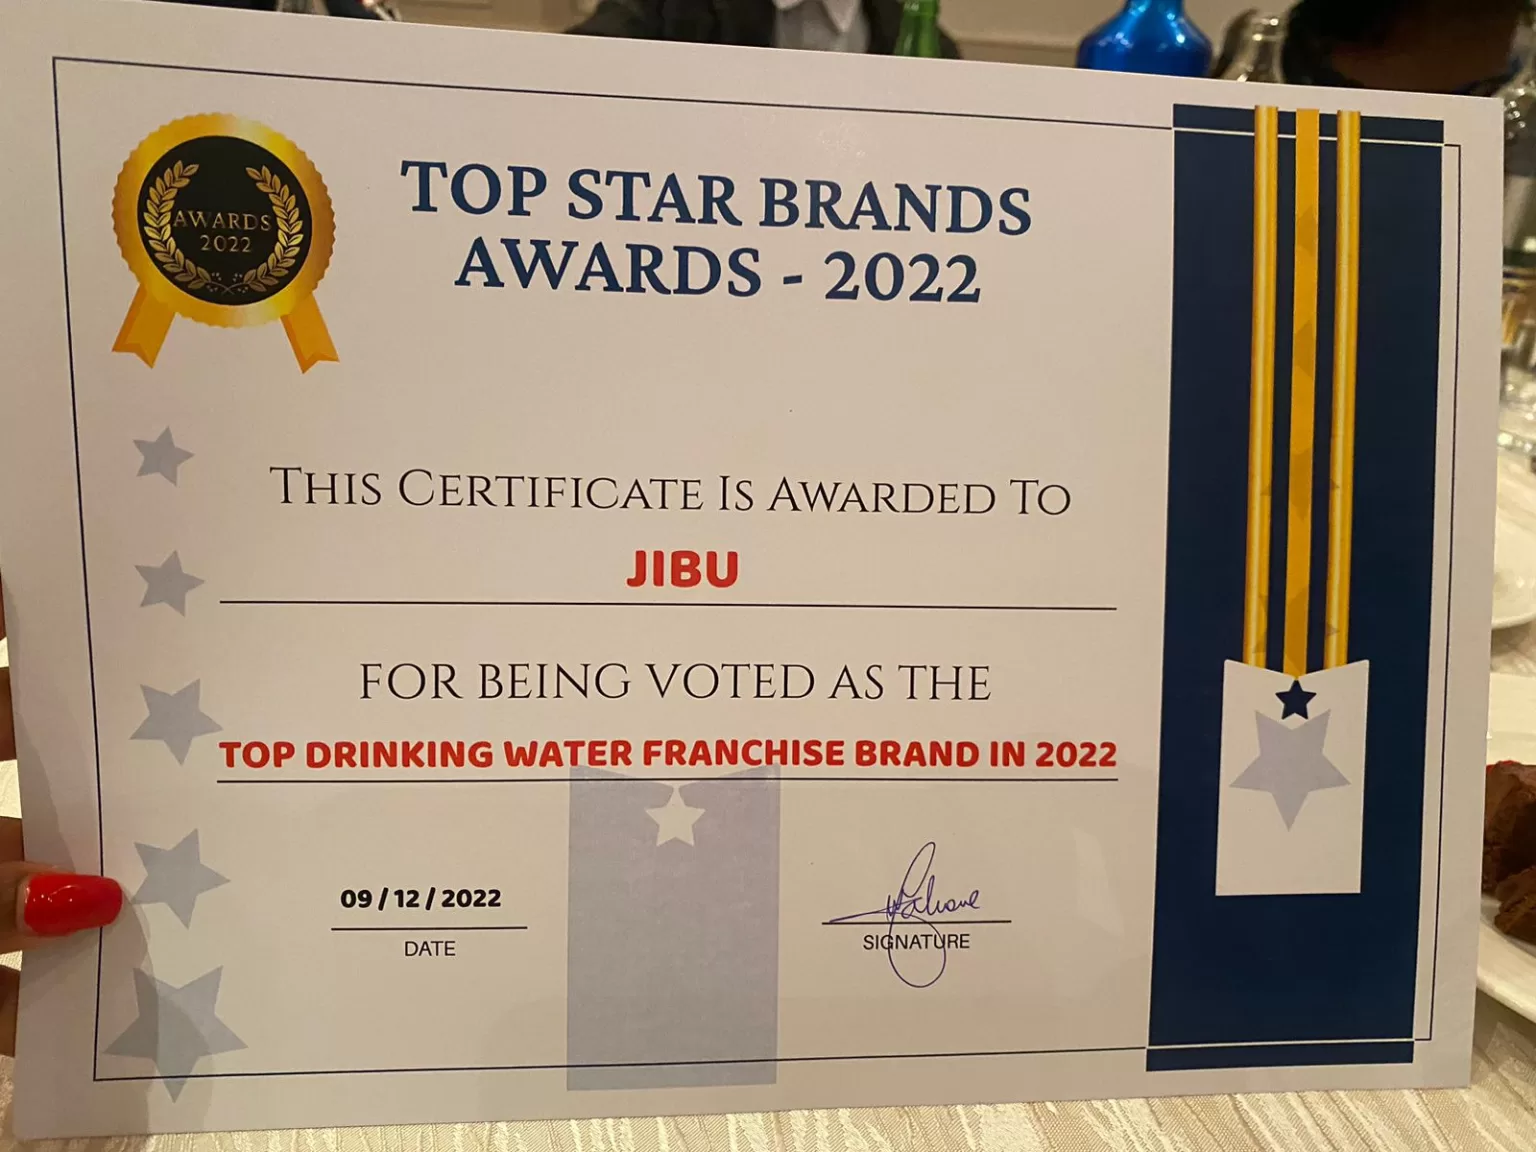 AWARDS
2022
TOP STAR BRANDS
AWARDS - 2022
THIS CERTIFICATE IS AWARDED TO
JIBU
FOR BEING VOTED AS THE
TOP DRINKING WATER FRANCHISE BRAND IN 2022
09 / 12 / 2022
DATE
SIGNATURE